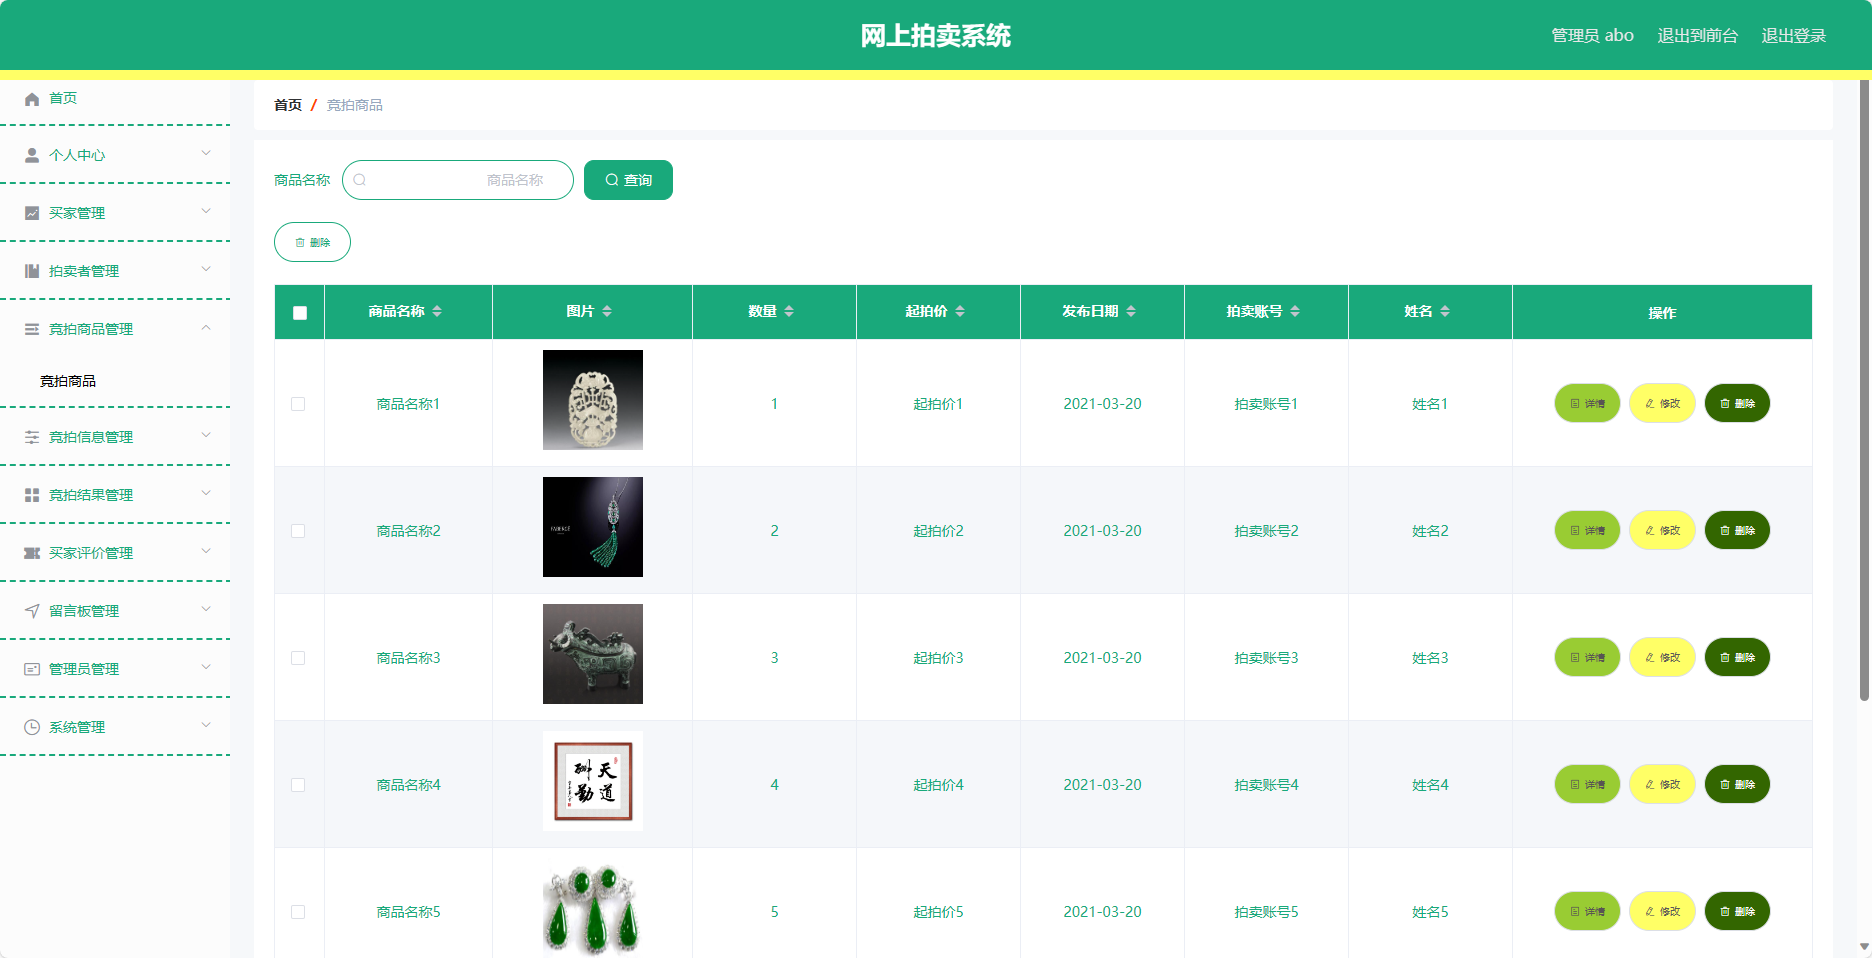 网上拍卖系统
管理员 abo 退出到前台 退出登录
首页
个人中心
买家管理
拍卖者管理
竞拍商品管理
竞拍商品
竞拍信息管理
竞拍结果管理
买家评价管理
留言板管理
管理员管理
系统管理
首页 / 竞拍商品
商品名称 商品名称 查询
删除
商品名称 图片 数量 起拍价 发布日期 拍卖账号 姓名 操作
商品名称1 1 起拍价1 2021-03-20 拍卖账号1 姓名1 详情 修改 删除
商品名称2 FABERGÉ 2 起拍价2 2021-03-20 拍卖账号2 姓名2 详情 修改 删除
商品名称3 3 起拍价3 2021-03-20 拍卖账号3 姓名3 详情 修改 删除
商品名称4 天道酬勤 4 起拍价4 2021-03-20 拍卖账号4 姓名4 详情 修改 删除
商品名称5 5 起拍价5 2021-03-20 拍卖账号5 姓名5 详情 修改 删除